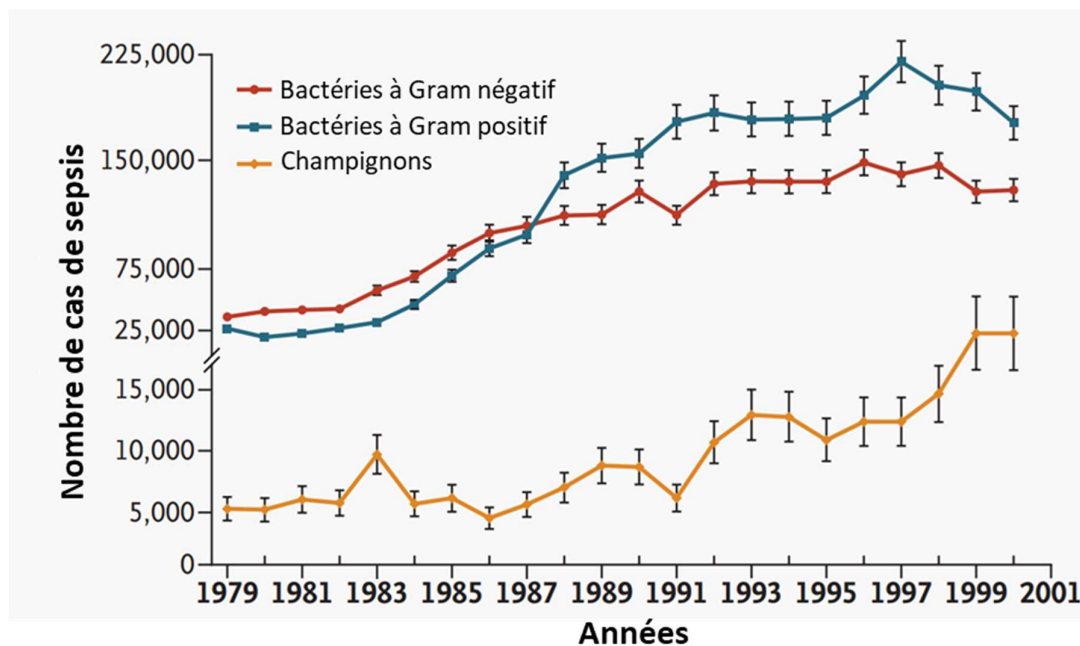 225,000
150,000
75,000
25,000
15,000
10,000
5,000
0
Nombre de cas de sepsis
Bactéries à Gram négatif
Bactéries à Gram positif
Champignons
1979 1981 1983 1985 1987 1989 1991 1993 1995 1997 1999 2001
Années